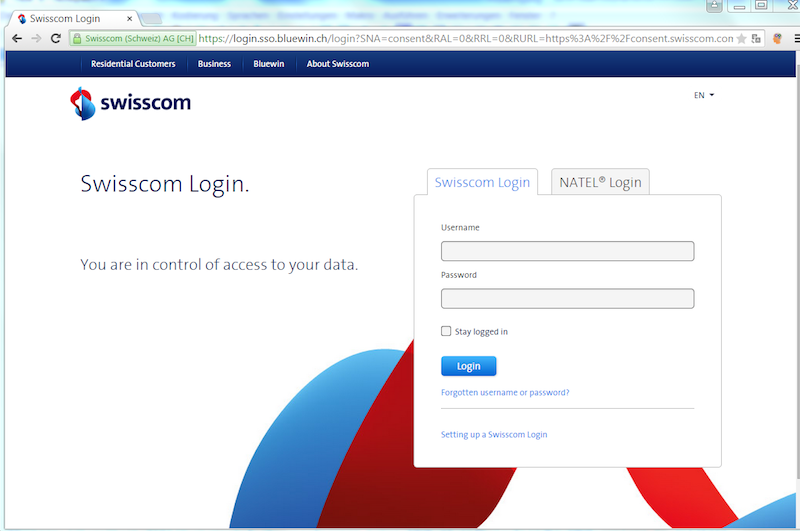 Swisscom Login
Swisscom (Schweiz) AG [CH] https://login.sso.bluewin.ch/login?SNA=consent&RAL=0&RRL=0&RURL=https%3A%2F%2Fconsent.swisscom.con
Residential Customers Business Bluewin About Swisscom
swisscom
EN
Swisscom Login.
Swisscom Login NATEL® Login
Username
You are in control of access to your data.
Password
Stay logged in
Login
Forgotten username or password?
Setting up a Swisscom Login